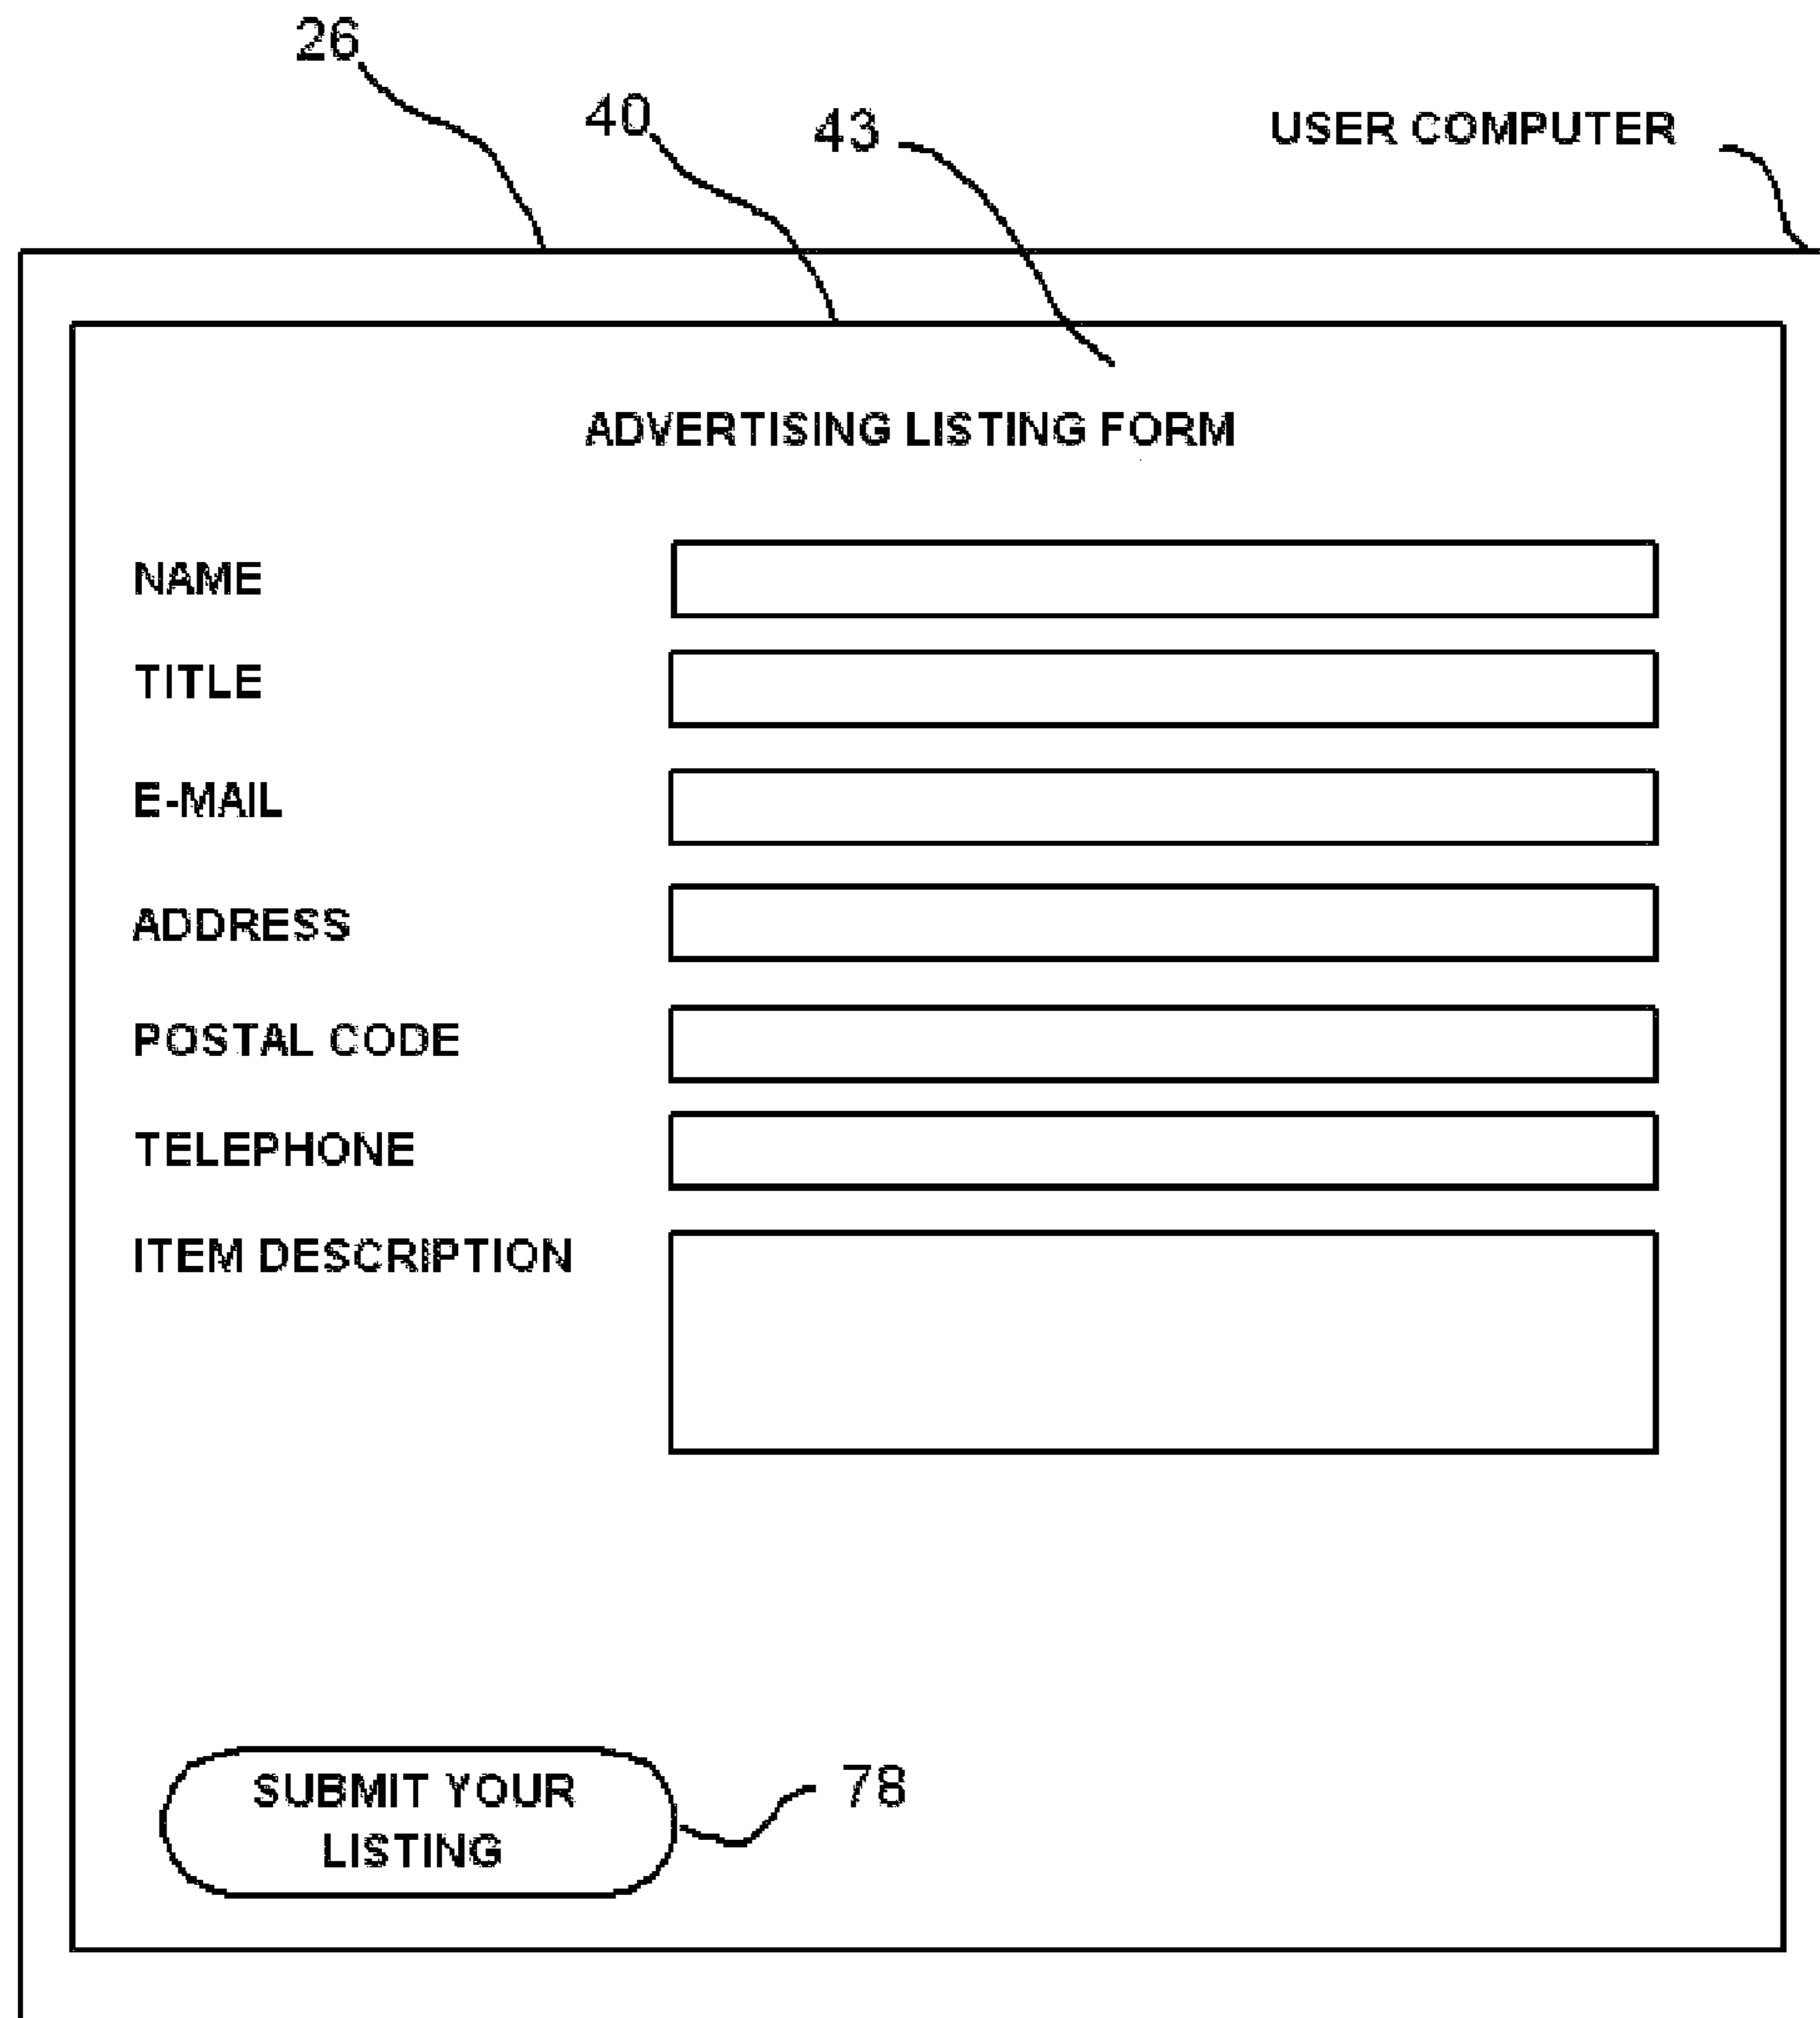 26
40
43
USER COMPUTER
ADVERTISING LISTING FORM
NAME
TITLE
E-MAIL
ADDRESS
POSTAL CODE
TELEPHONE
ITEM DESCRIPTION
SUBMIT YOUR
LISTING
78